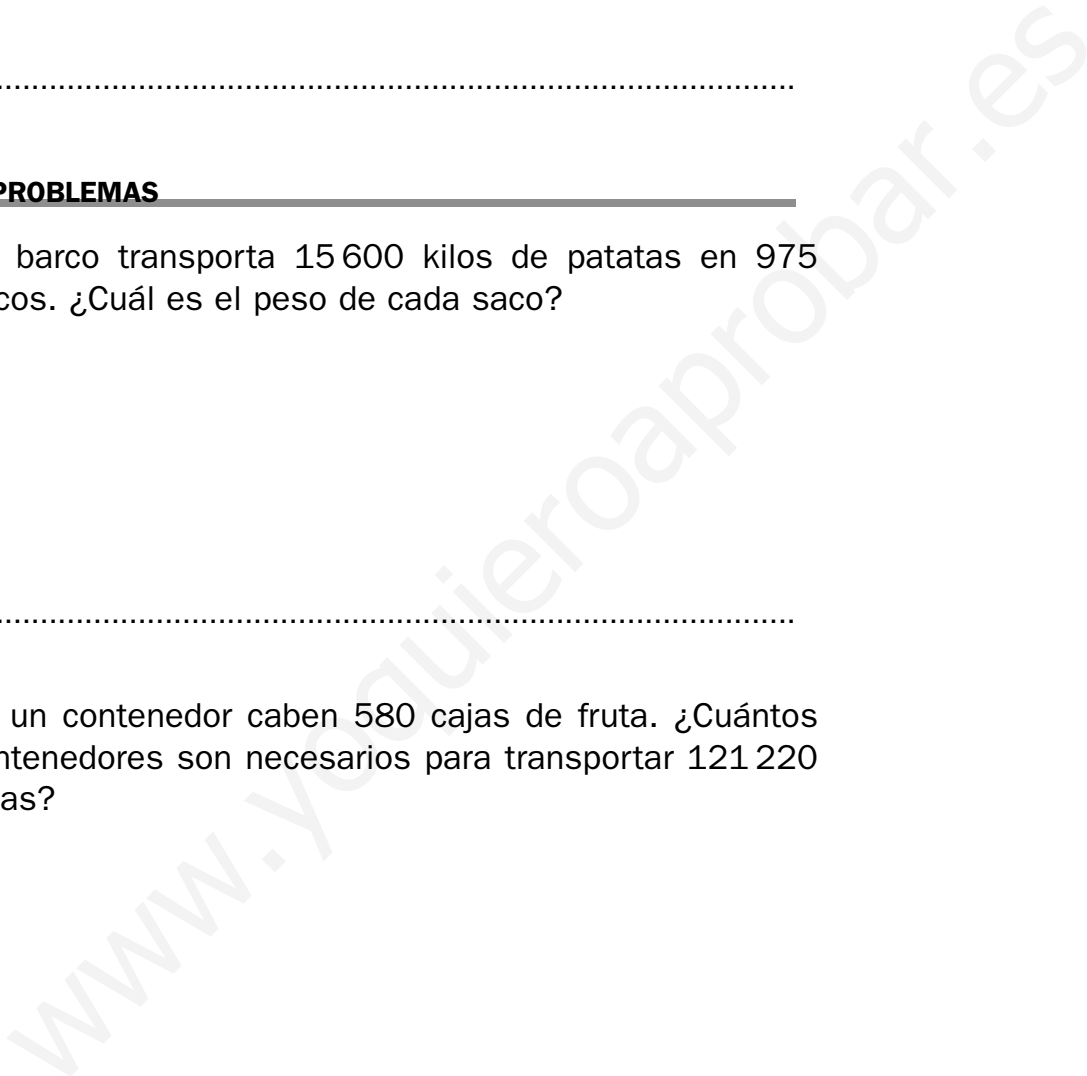 PROBLEMAS
barco transporta 15 600 kilos de patatas en 975
cos. ¿Cuál es el peso de cada saco?
un contenedor caben 580 cajas de fruta. ¿Cuántos
ntenedores son necesarios para transportar 121 220
as?
www.yoquieroaprobar.es